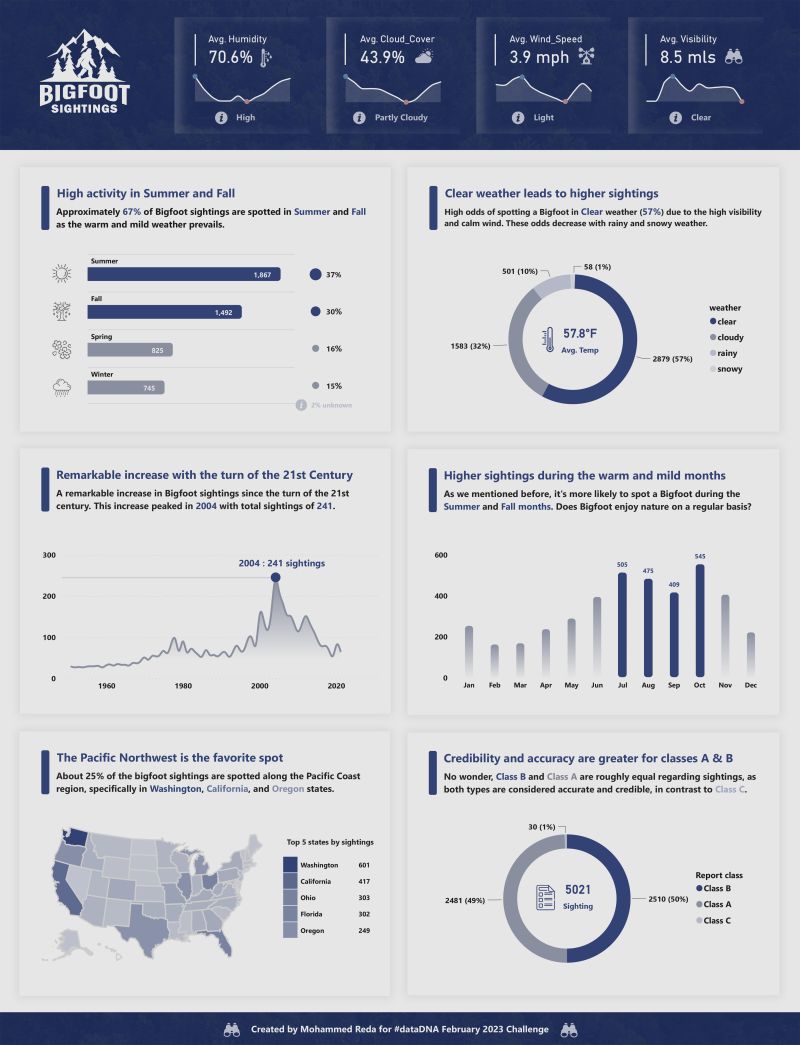 BIGFOOT
SIGHTINGS
Avg. Humidity
70.6%
High
Avg. Cloud_Cover
43.9%
Partly Cloudy
Avg. Wind_Speed
3.9 mph
Light
Avg. Visibility
8.5 mls
Clear
High activity in Summer and Fall
Approximately 67% of Bigfoot sightings are spotted in Summer and Fall
as the warm and mild weather prevails.
Summer
1,867
37%
Fall
1,492
30%
Spring
825
16%
Winter
745
15%
2% unknown
Clear weather leads to higher sightings
High odds of spotting a Bigfoot in Clear weather (57%) due to the high visibility
and calm wind. These odds decrease with rainy and snowy weather.
501 (10%)
58 (1%)
1583 (32%)
2879 (57%)
57.8°F
Avg. Temp
weather
clear
cloudy
rainy
snowy
Remarkable increase with the turn of the 21st Century
A remarkable increase in Bigfoot sightings since the turn of the 21st
century. This increase peaked in 2004 with total sightings of 241.
300
200
100
0
2004 : 241 sightings
1960
1980
2000
2020
Higher sightings during the warm and mild months
As we mentioned before, it's more likely to spot a Bigfoot during the
Summer and Fall months. Does Bigfoot enjoy nature on a regular basis?
600
400
200
0
505
475
409
545
Jan
Feb
Mar
Apr
May
Jun
Jul
Aug
Sep
Oct
Nov
Dec
The Pacific Northwest is the favorite spot
About 25% of the bigfoot sightings are spotted along the Pacific Coast
region, specifically in Washington, California, and Oregon states.
Top 5 states by sightings
Washington 601
California 417
Ohio 303
Florida 302
Oregon 249
Credibility and accuracy are greater for classes A & B
No wonder, Class B and Class A are roughly equal regarding sightings, as
both types are considered accurate and credible, in contrast to Class C.
30 (1%)
2481 (49%)
2510 (50%)
5021
Sighting
Report class
Class B
Class A
Class C
Created by Mohammed Reda for #dataDNA February 2023 Challenge